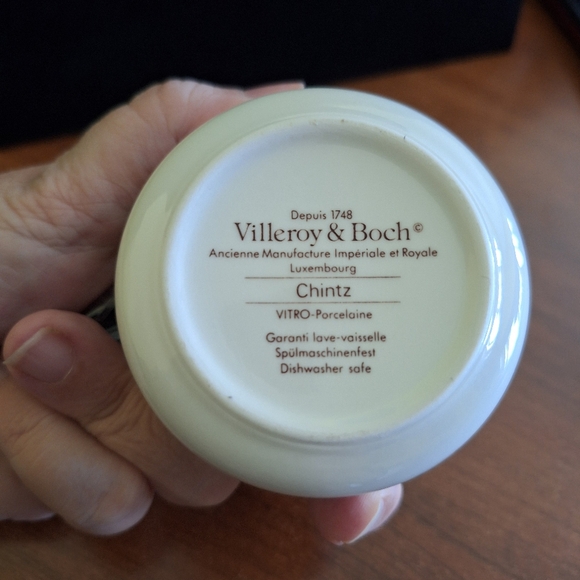 Depuis 1748
Villeroy & Boch©
Ancienne Manufacture Impériale et Royale
Luxembourg
Chintz
VITRO-Porcelaine
Garanti lave-vaisselle
Spülmaschinenfest
Dishwasher safe